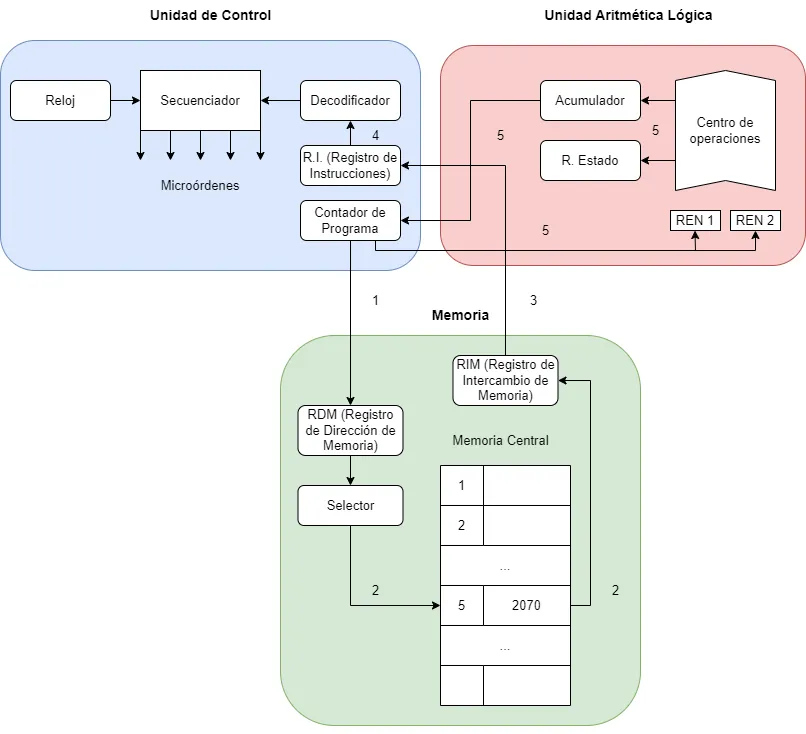 Unidad de Control
Unidad Aritmética Lógica
Reloj
Secuenciador
Decodificador
4
R.I. (Registro de
Instrucciones)
Microórdenes
Contador de
Programa
Acumulador
5
5
Centro de
operaciones
R. Estado
REN 1
REN 2
5
1
3
Memoria
RIM (Registro de
Intercambio de
Memoria)
RDM (Registro
de Dirección de
Memoria)
Memoria Central
Selector
1
2
...
2
5
2070
2
...